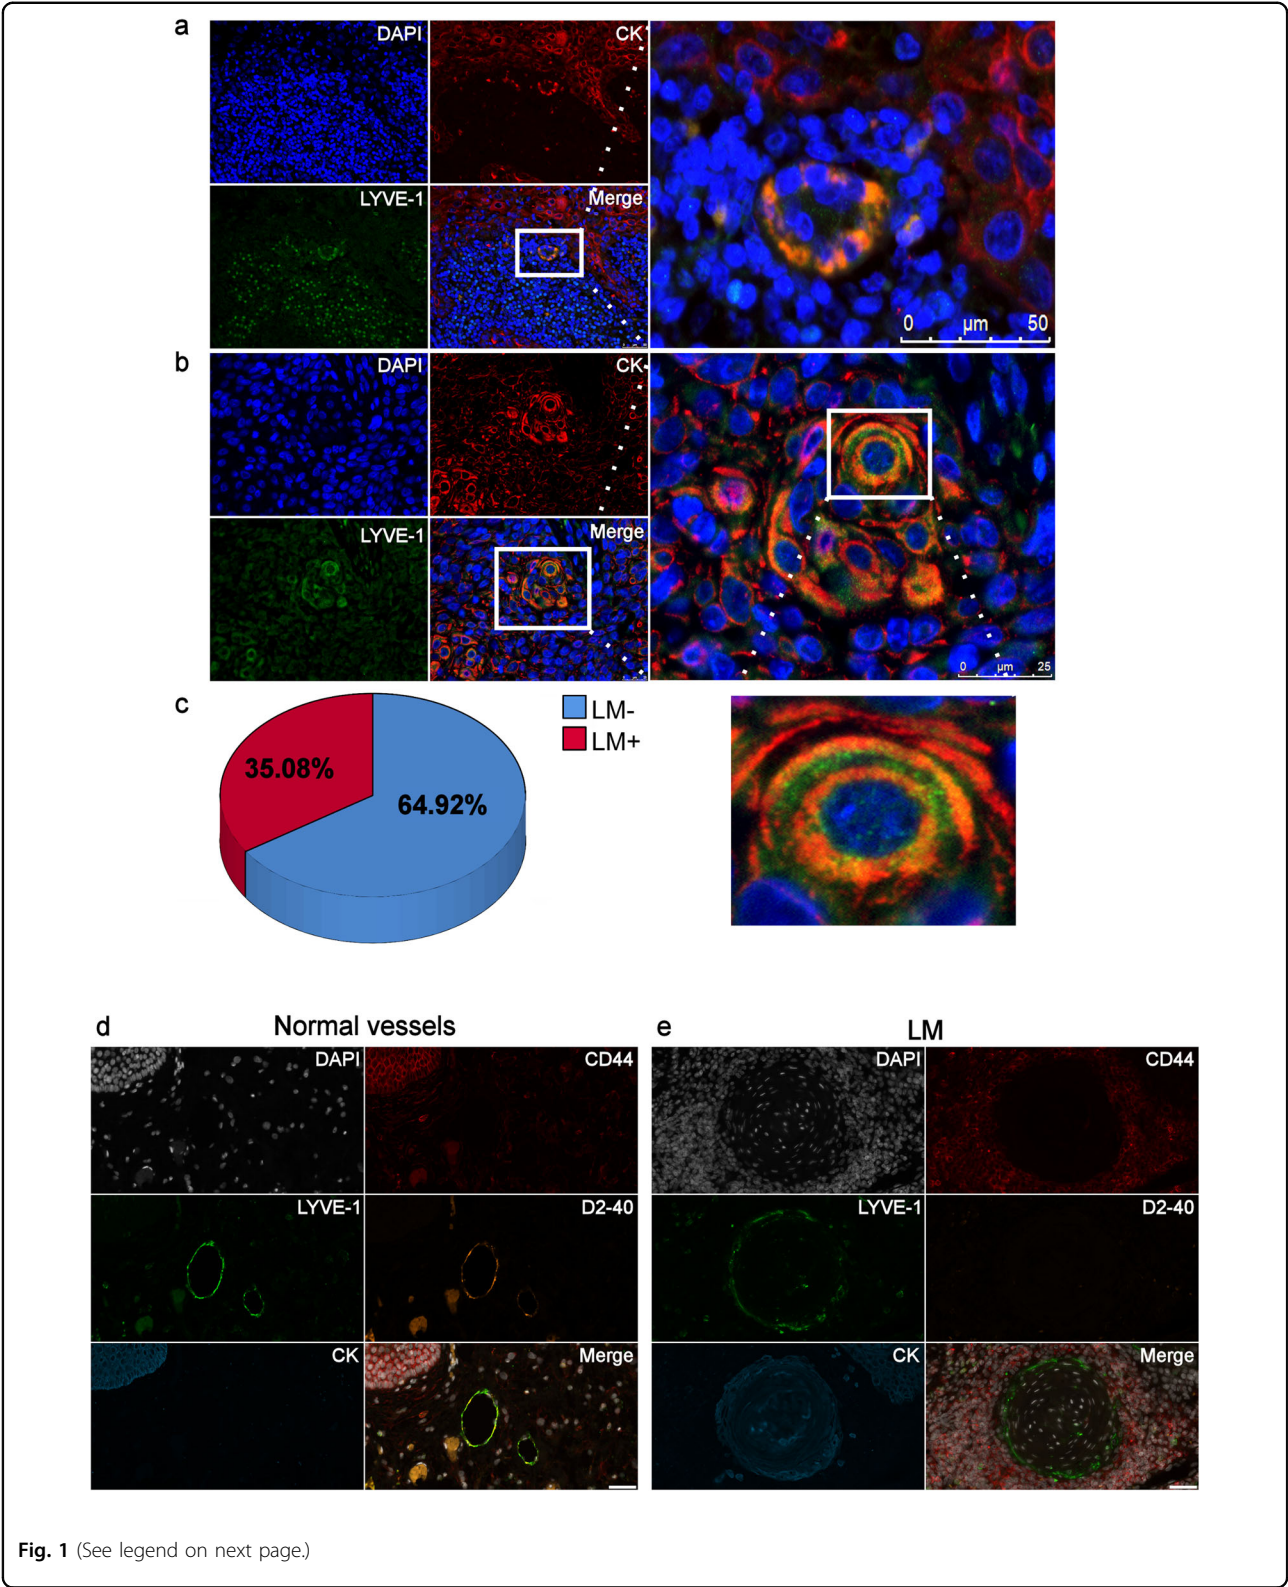 a
DAPI
CK
LYVE-1
Merge
0 µm 50
b
DAPI
CK
LYVE-1
Merge
0 µm 25
c
LM-
LM+
35.08%
64.92%
d
Normal vessels
DAPI
CD44
LYVE-1
D2-40
CK
Merge
e
LM
DAPI
CD44
LYVE-1
D2-40
CK
Merge
Fig. 1 (See legend on next page.)